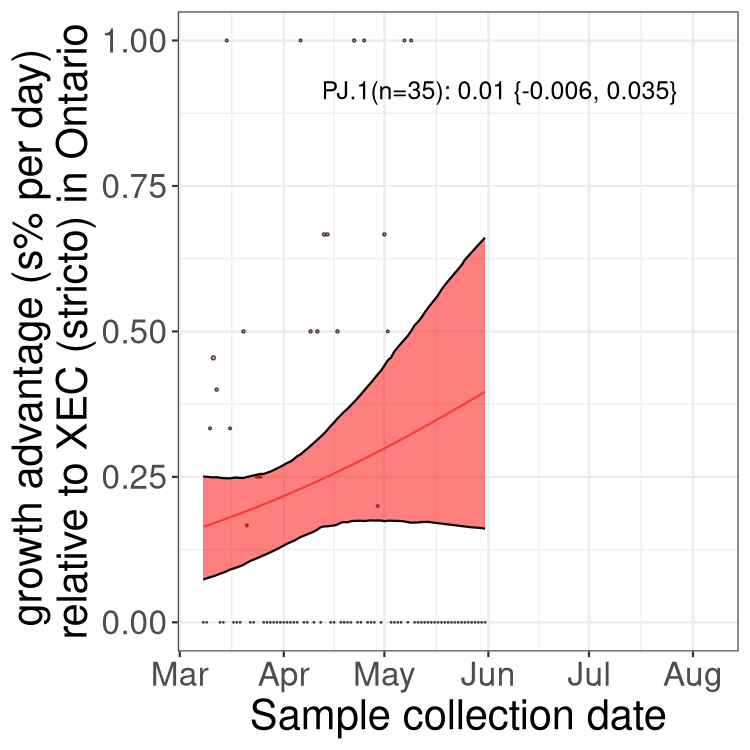 growth advantage (s% per day)
relative to XEC (stricto) in Ontario
1.00
0.75
0.50
0.25
0.00
PJ.1(n=35): 0.01 {-0.006, 0.035}
Mar Apr May Jun Jul Aug
Sample collection date